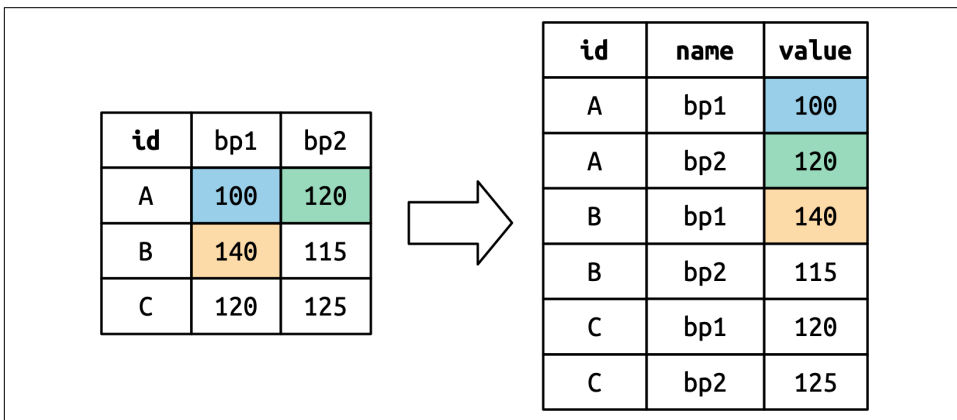 id bp1 bp2
A 100 120
B 140 115
C 120 125
id name value
A bp1 100
A bp2 120
B bp1 140
B bp2 115
C bp1 120
C bp2 125